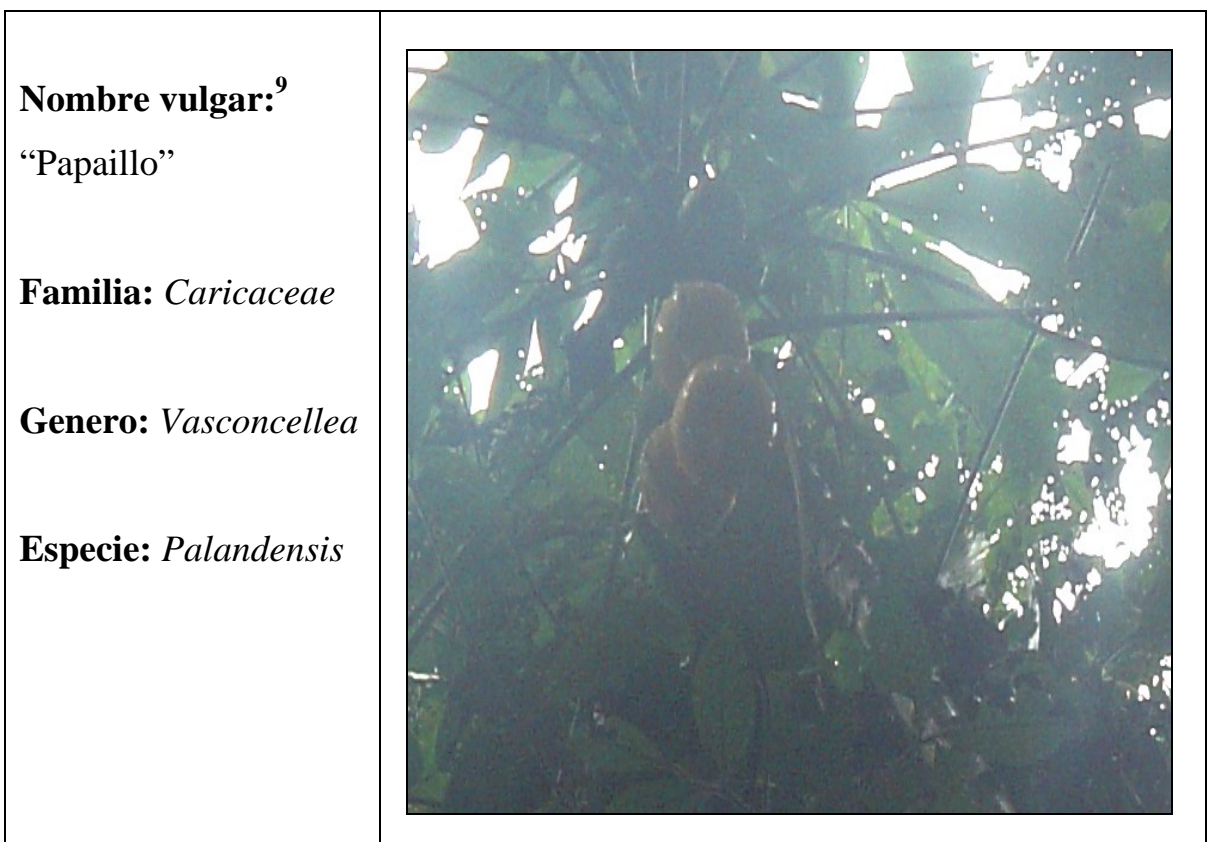 Nombre vulgar:⁹
“Papaillo”
Familia: Caricaceae
Genero: Vasconcellea
Especie: Palandensis